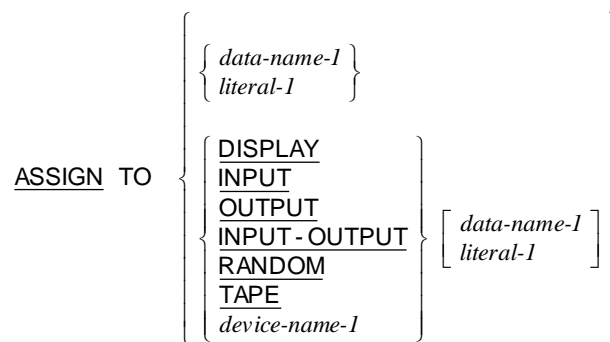 data-name-1
literal-1
ASSIGN TO
DISPLAY
INPUT
OUTPUT
INPUT-OUTPUT
RANDOM
TAPE
device-name-1
data-name-1
literal-1